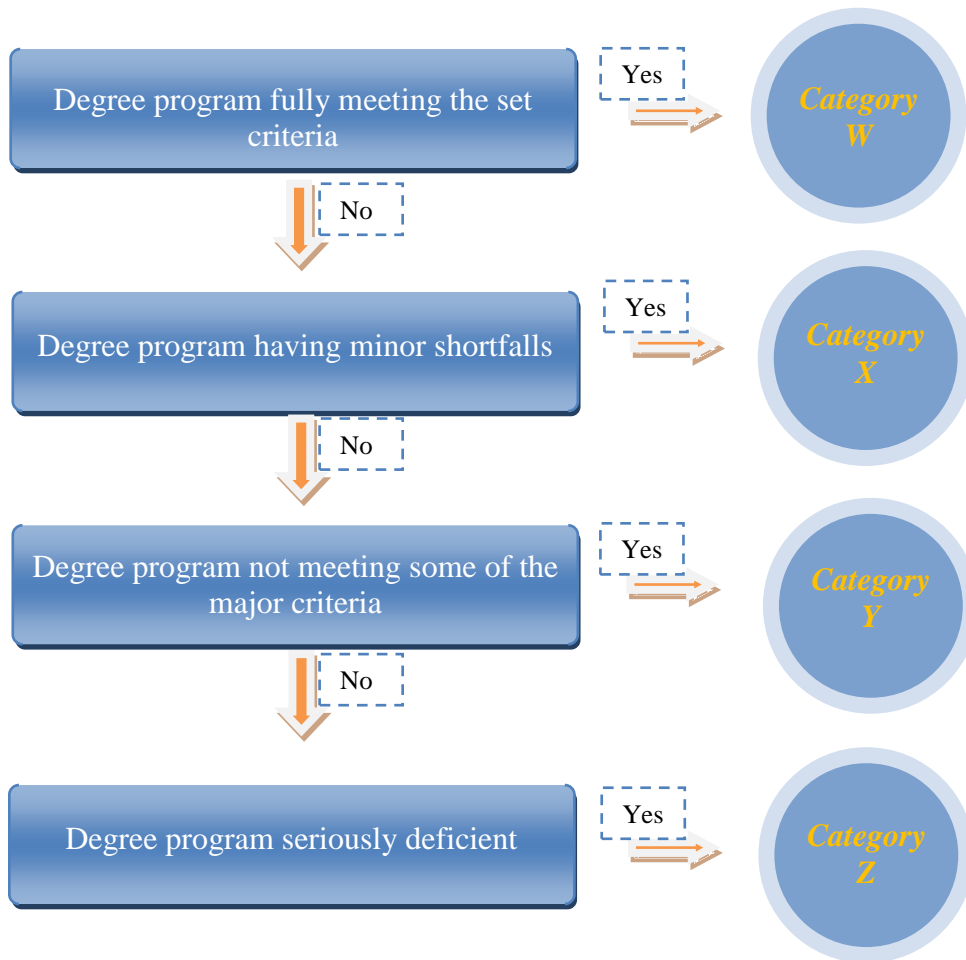 Degree program fully meeting the set
criteria
Yes
Category
W
No
Degree program having minor shortfalls
Yes
Category
X
No
Degree program not meeting some of the
major criteria
Yes
Category
Y
No
Degree program seriously deficient
Yes
Category
Z